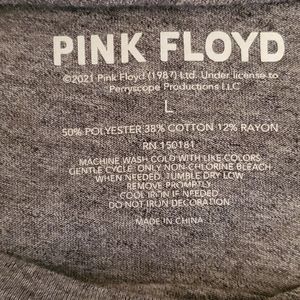 PINK FLOYD
©2021 Pink Floyd (1987) Ltd. Under license to
Perryscope Productions LLC
L
50% POLYESTER 38% COTTON 12% RAYON
RN 150181
MACHINE WASH COLD WITH LIKE COLORS
GENTLE CYCLE. ONLY NON-CHLORINE BLEACH
WHEN NEEDED. TUMBLE DRY LOW
REMOVE PROMPTLY
COOL IRON IF NEEDED
DO NOT IRON DECORATION
MADE IN CHINA